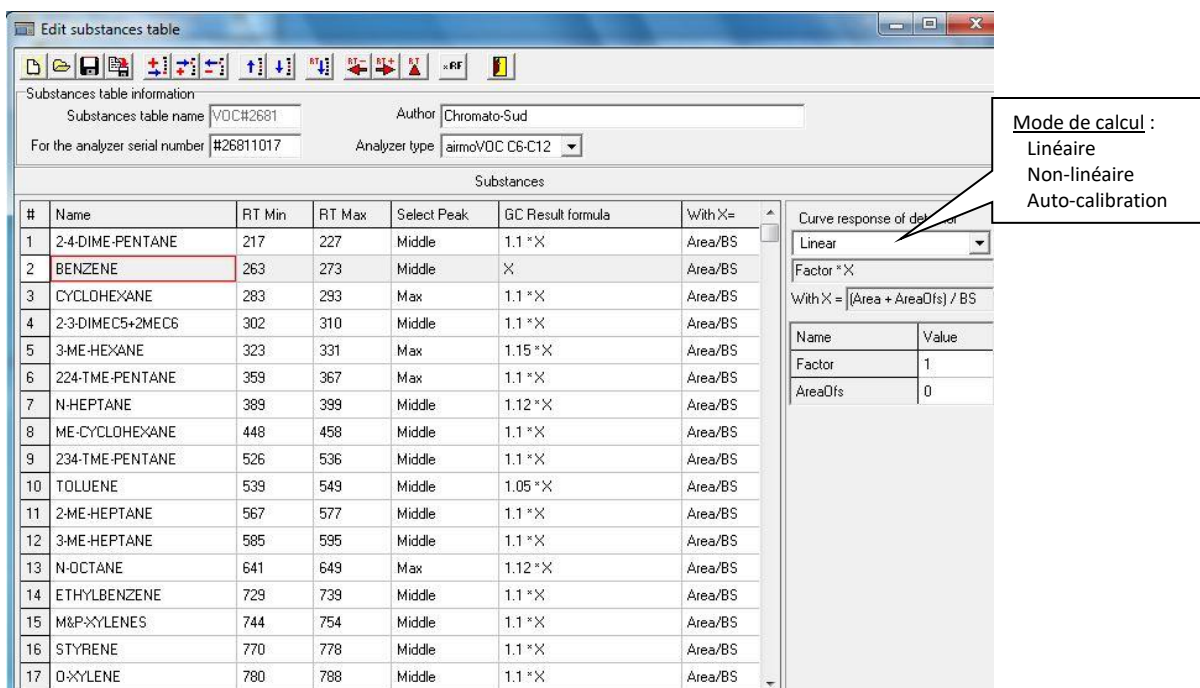 Edit substances table
RT RT- RT+ RT ×RF
Substances table information
Substances table name VOC#2681 Author Chromato-Sud
For the analyzer serial number #26811017 Analyzer type airmoVOC C6-C12
Substances
# Name RT Min RT Max Select Peak GC Result formula With X=
1 2-4-DIME-PENTANE 217 227 Middle 1.1 * X Area/BS
2 BENZENE 263 273 Middle X Area/BS
3 CYCLOHEXANE 283 293 Max 1.1 * X Area/BS
4 2-3-DIMEC5+2MEC6 302 310 Middle 1.1 * X Area/BS
5 3-ME-HEXANE 323 331 Max 1.15 * X Area/BS
6 224-TME-PENTANE 359 367 Max 1.1 * X Area/BS
7 N-HEPTANE 389 399 Middle 1.12 * X Area/BS
8 ME-CYCLOHEXANE 448 458 Middle 1.1 * X Area/BS
9 234-TME-PENTANE 526 536 Middle 1.1 * X Area/BS
10 TOLUENE 539 549 Middle 1.05 * X Area/BS
11 2-ME-HEPTANE 567 577 Middle 1.1 * X Area/BS
12 3-ME-HEPTANE 585 595 Middle 1.1 * X Area/BS
13 N-OCTANE 641 649 Max 1.12 * X Area/BS
14 ETHYLBENZENE 729 739 Middle 1.1 * X Area/BS
15 M&P-XYLENES 744 754 Middle 1.1 * X Area/BS
16 STYRENE 770 778 Middle 1.1 * X Area/BS
17 O-XYLENE 780 788 Middle 1.1 * X Area/BS
Curve response of
Linear
Factor * X
With X = (Area + AreaOfs) / BS
Name Value
Factor 1
AreaOfs 0
Mode de calcul :
Linéaire
Non-linéaire
Auto-calibration